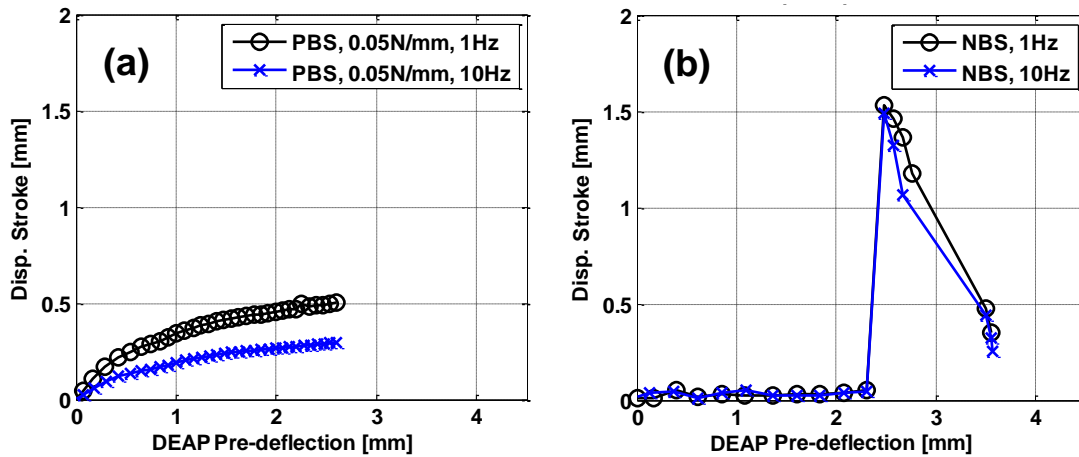 (a)
PBS, 0.05N/mm, 1Hz
PBS, 0.05N/mm, 10Hz
2
1.5
1
0.5
0
Disp. Stroke [mm]
0 1 2 3 4
DEAP Pre-deflection [mm]
(b)
NBS, 1Hz
NBS, 10Hz
2
1.5
1
0.5
0
Disp. Stroke [mm]
0 1 2 3 4
DEAP Pre-deflection [mm]